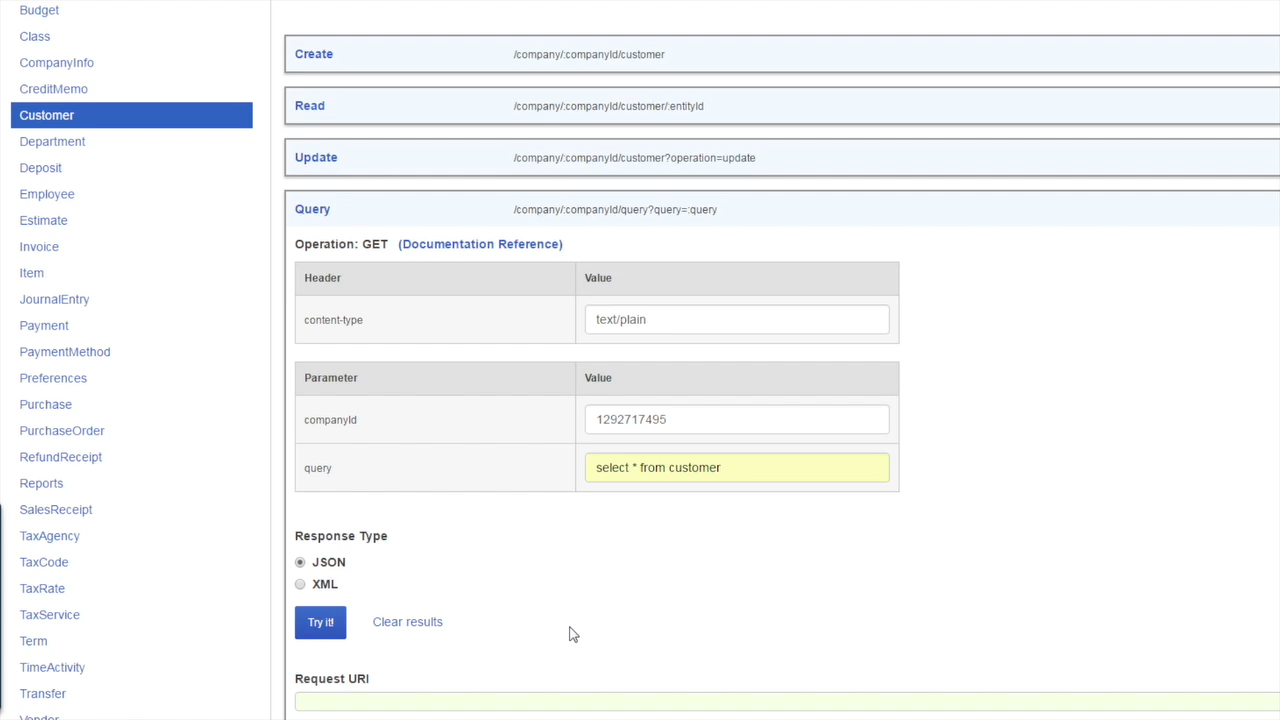 Budget
Class
CompanyInfo
CreditMemo
Customer
Department
Deposit
Employee
Estimate
Invoice
Item
JournalEntry
Payment
PaymentMethod
Preferences
Purchase
PurchaseOrder
RefundReceipt
Reports
SalesReceipt
TaxAgency
TaxCode
TaxRate
TaxService
Term
TimeActivity
Transfer
Vendor
Create /company/:companyId/customer
Read /company/:companyId/customer/:entityId
Update /company/:companyId/customer?operation=update
Query /company/:companyId/query?query=:query
Operation: GET (Documentation Reference)
Header Value
content-type text/plain
Parameter Value
companyId 1292717495
query select * from customer
Response Type
JSON
XML
Try it! Clear results
Request URI